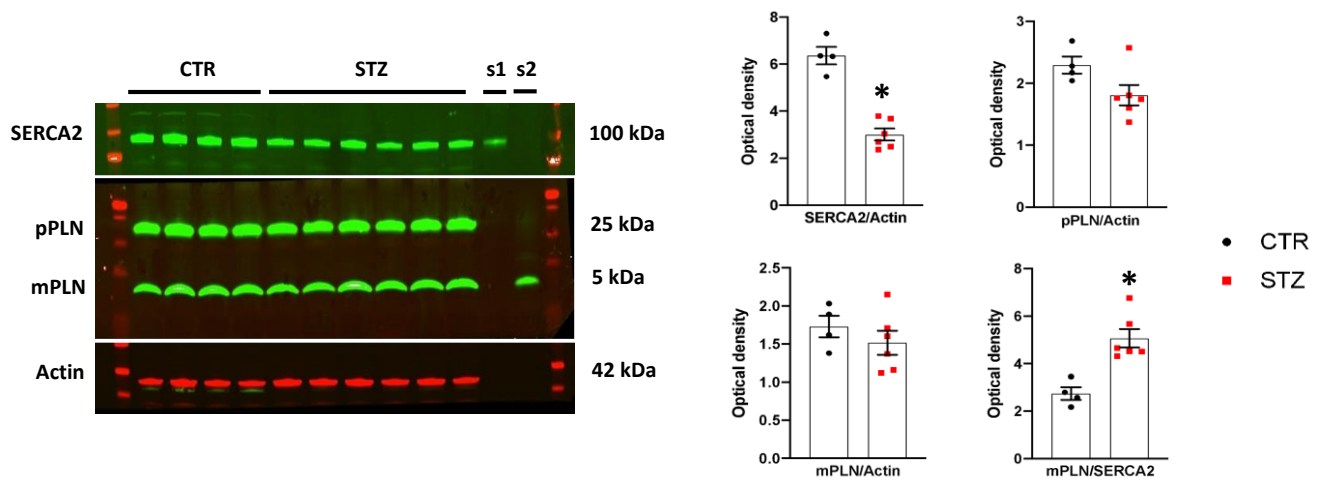 CTR STZ s1 s2
SERCA2 100 kDa
pPLN 25 kDa
mPLN 5 kDa
Actin 42 kDa
Optical density
8
6
4
2
0
*
SERCA2/Actin
Optical density
3
2
1
0
pPLN/Actin
Optical density
2.5
2.0
1.5
1.0
0.5
0.0
mPLN/Actin
Optical density
8
6
4
2
0
*
mPLN/SERCA2
CTR
STZ